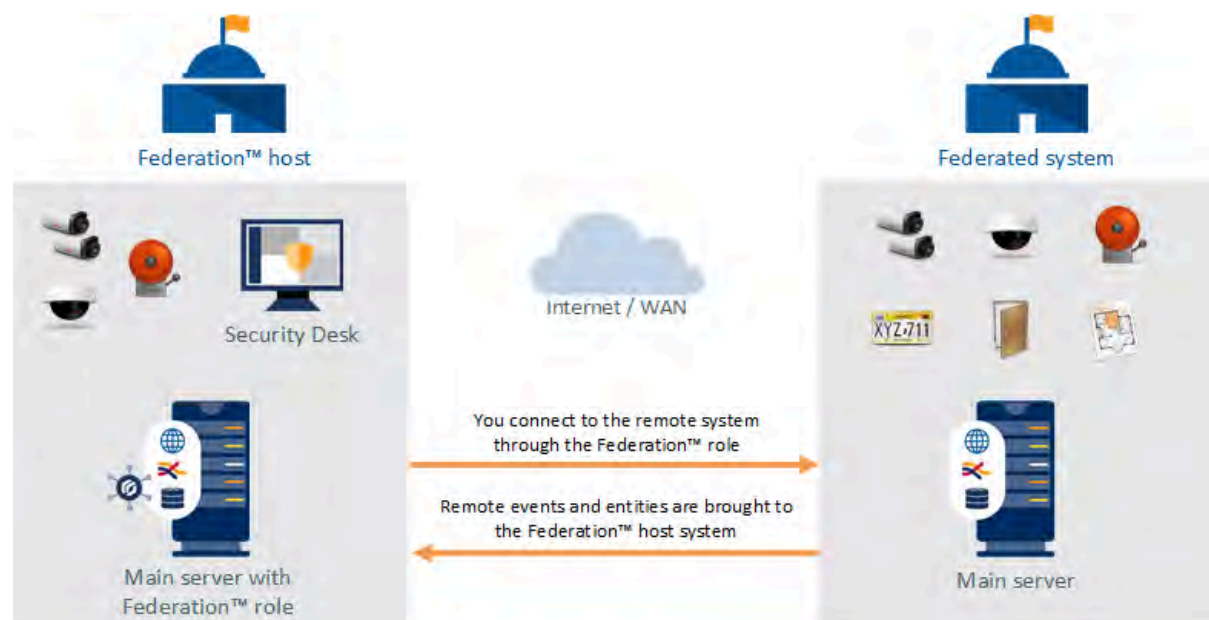 Federation™ host
Federated system
Security Desk
Internet / WAN
XYZ•711
You connect to the remote system
through the Federation™ role
Remote events and entities are brought to
the Federation™ host system
Main server with
Federation™ role
Main server